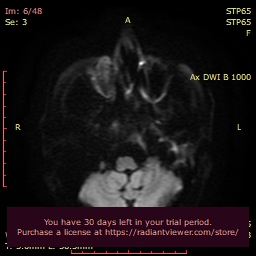 Im: 6/48
Se: 3
A
STP65
STP65
F
Ax DWI B 1000
R
L
You have 30 days left in your trial period.
Purchase a license at https://radiantviewer.com/store/